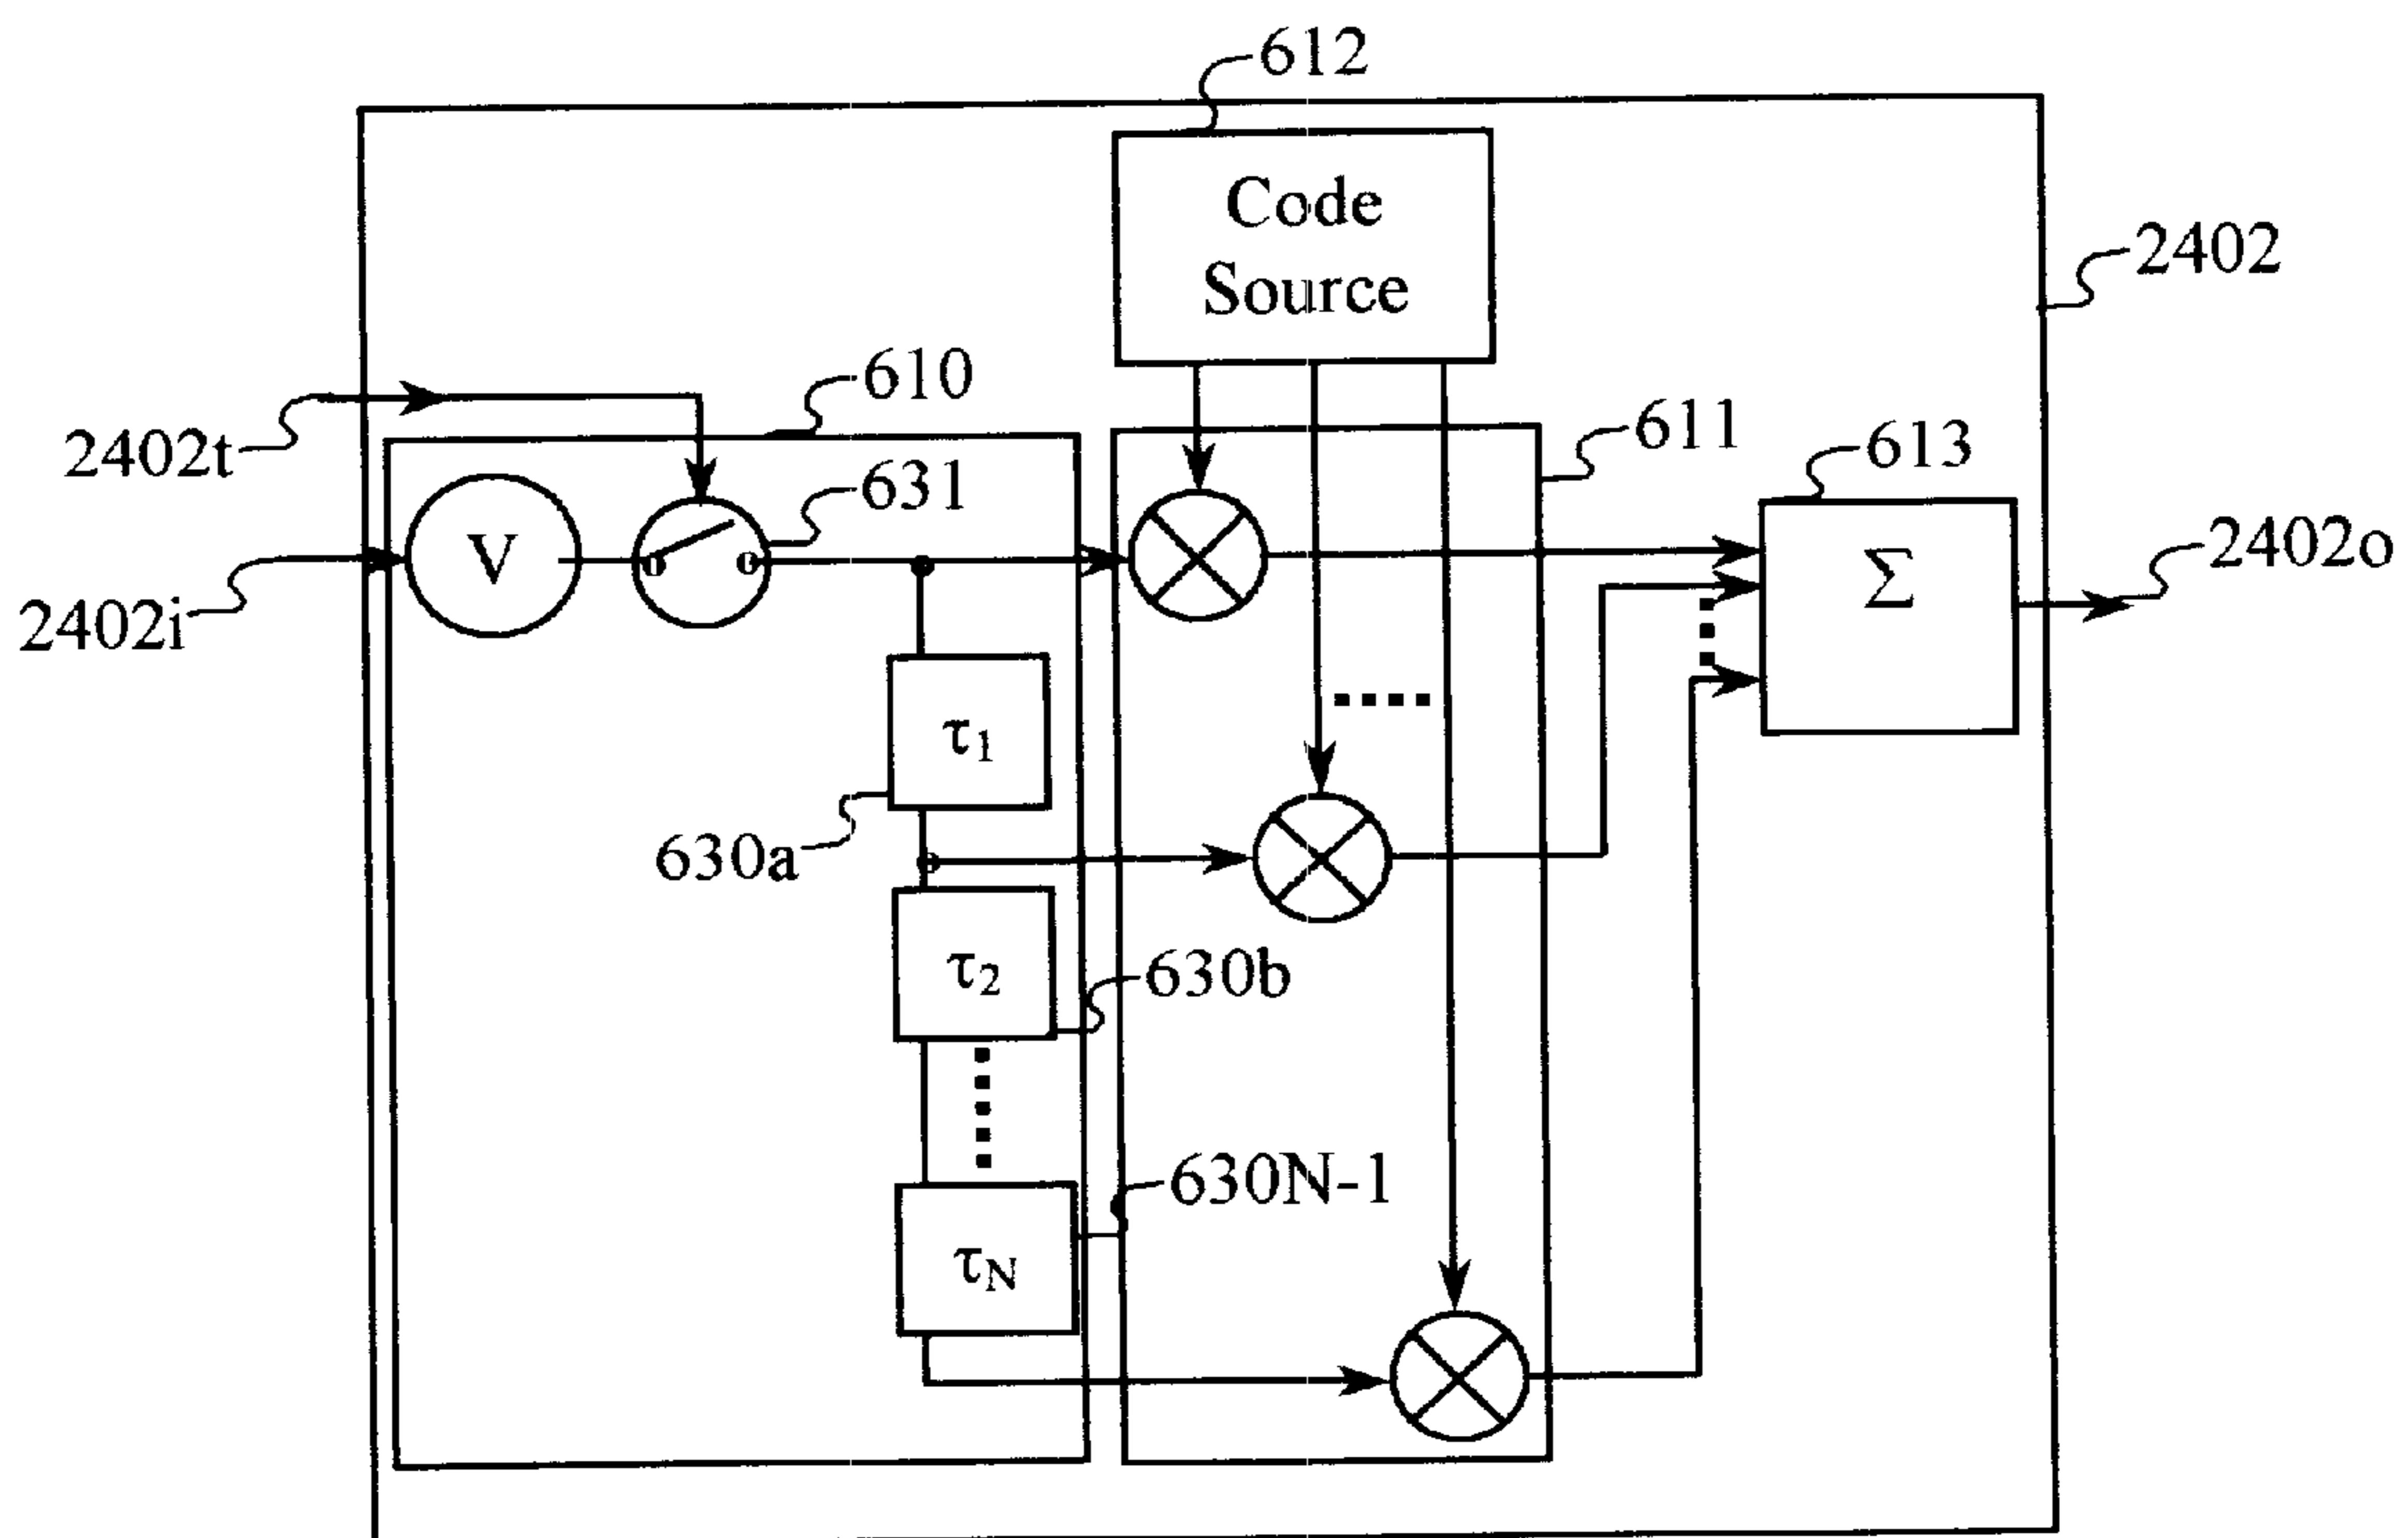 612
Code
Source
2402
610
2402t
611
613
631
V
Σ
2402o
2402i
τ1
630a
τ2
630b
630N-1
τN